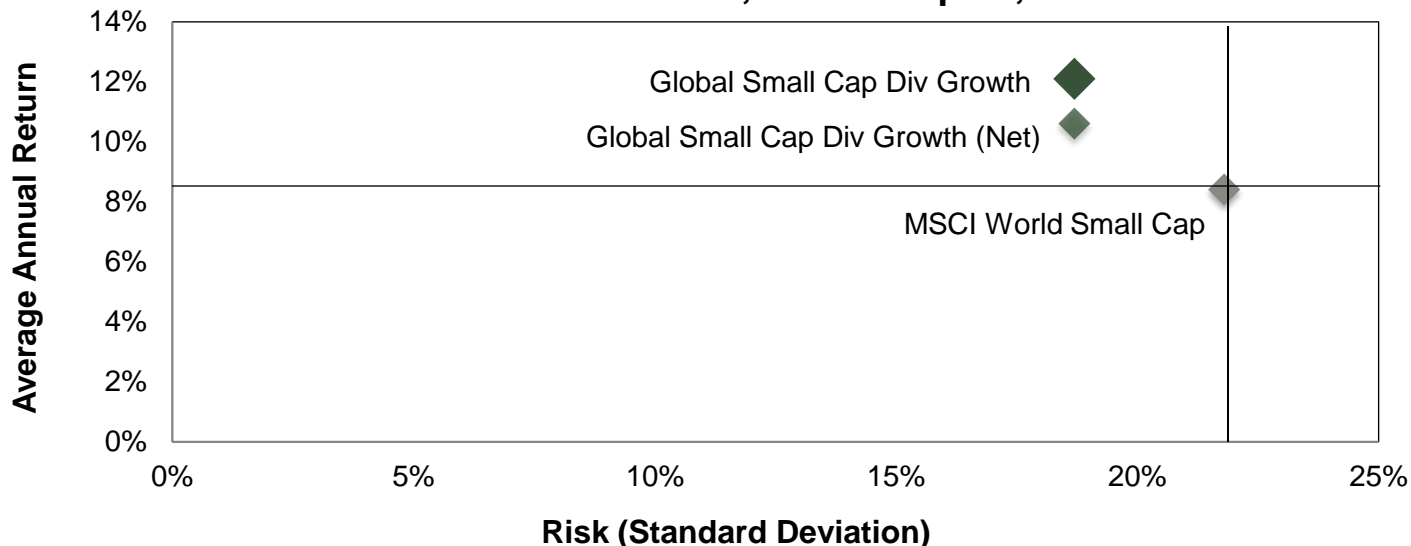 14%
12%
10%
8%
6%
4%
2%
0%
Average Annual Return
Global Small Cap Div Growth
Global Small Cap Div Growth (Net)
MSCI World Small Cap
0% 5% 10% 15% 20% 25%
Risk (Standard Deviation)